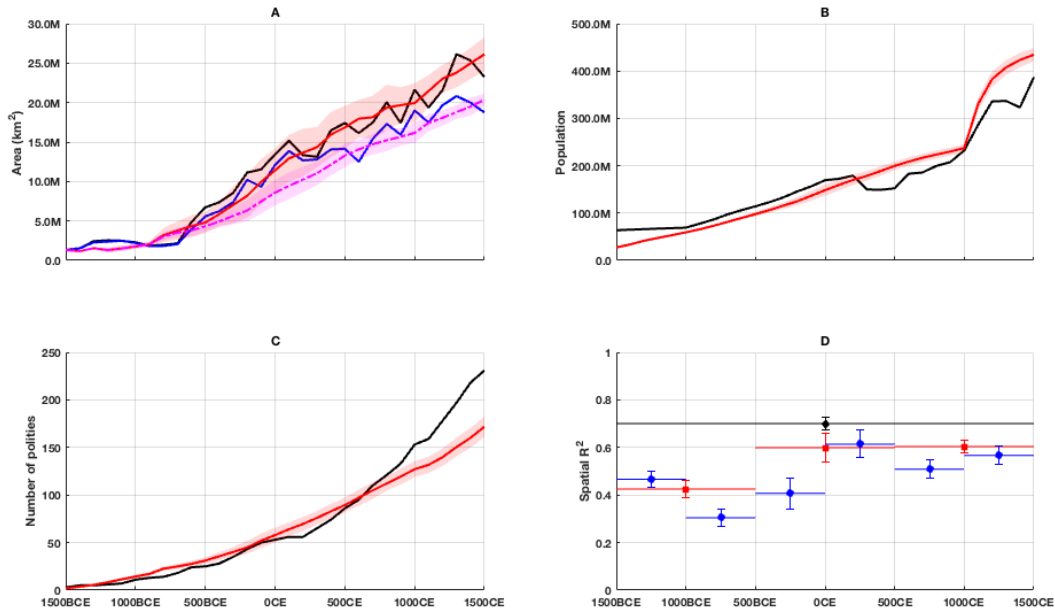 A
30.0M
25.0M
20.0M
15.0M
10.0M
5.0M
0.0
Area (km²)
B
500.0M
400.0M
300.0M
200.0M
100.0M
0.0
Population
C
250
200
150
100
50
0
Number of polities
1500BCE 1000BCE 500BCE 0CE 500CE 1000CE 1500CE
D
1
0.8
0.6
0.4
0.2
0
Spatial R²
1500BCE 1000BCE 500BCE 0CE 500CE 1000CE 1500CE